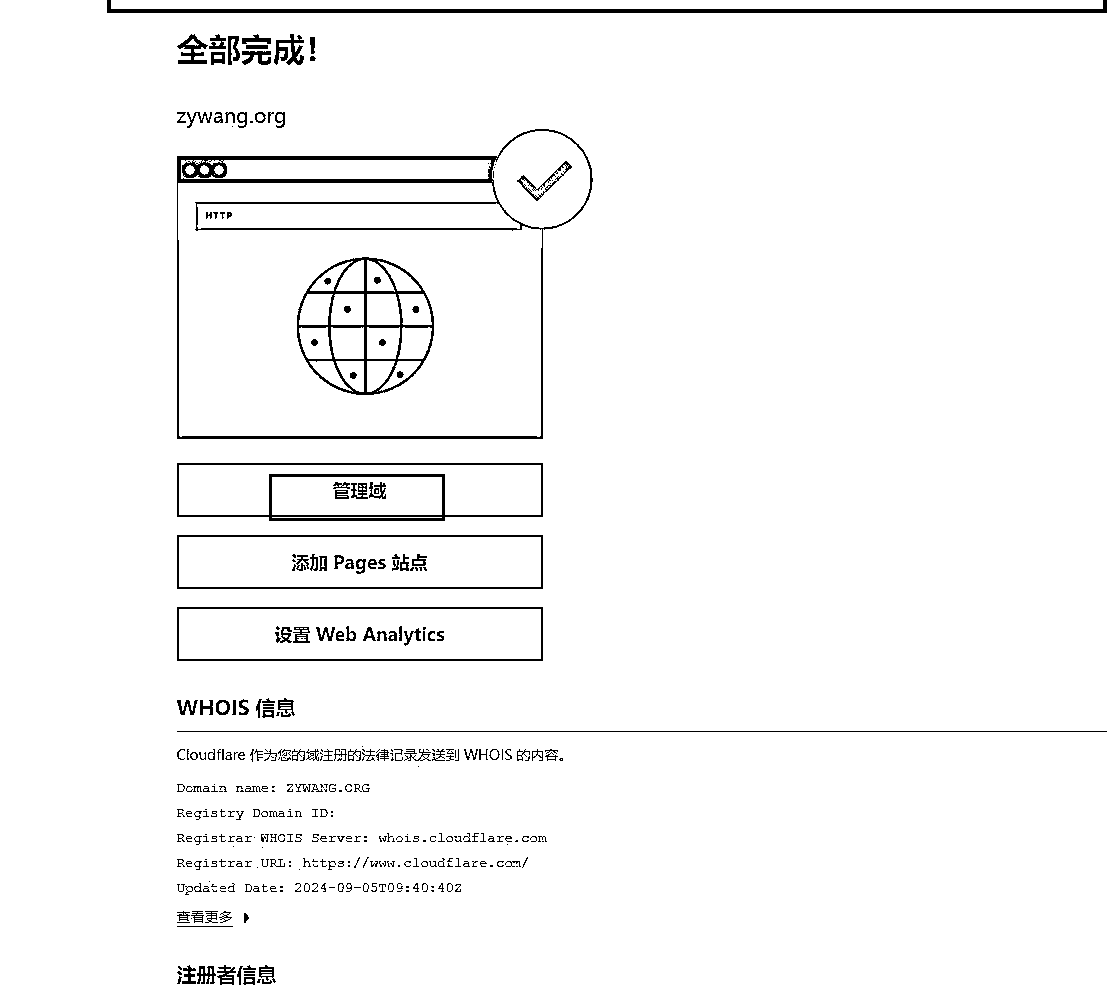 全部完成!
zywang.org
HTTP
管理域
添加 Pages 站点
设置 Web Analytics
WHOIS 信息
Cloudflare 作为您的域注册的法律记录发送到 WHOIS 的内容。
Domain name: ZYWANG.ORG
Registry Domain ID:
Registrar WHOIS Server: whois.cloudflare.com
Registrar URL: https://www.cloudflare.com/
Updated Date: 2024-09-05T09:40:40Z
查看更多
注册者信息